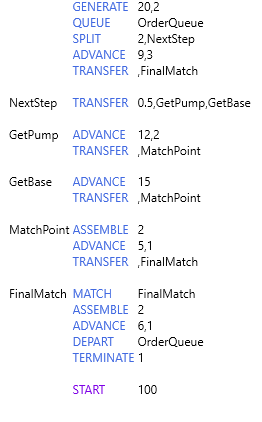 GENERATE 20,2
QUEUE OrderQueue
SPLIT 2,NextStep
ADVANCE 9,3
TRANSFER ,FinalMatch
NextStep TRANSFER 0.5,GetPump,GetBase
GetPump ADVANCE 12,2
TRANSFER ,MatchPoint
GetBase ADVANCE 15
TRANSFER ,MatchPoint
MatchPoint ASSEMBLE 2
ADVANCE 5,1
TRANSFER ,FinalMatch
FinalMatch MATCH FinalMatch
ASSEMBLE 2
ADVANCE 6,1
DEPART OrderQueue
TERMINATE 1
START 100